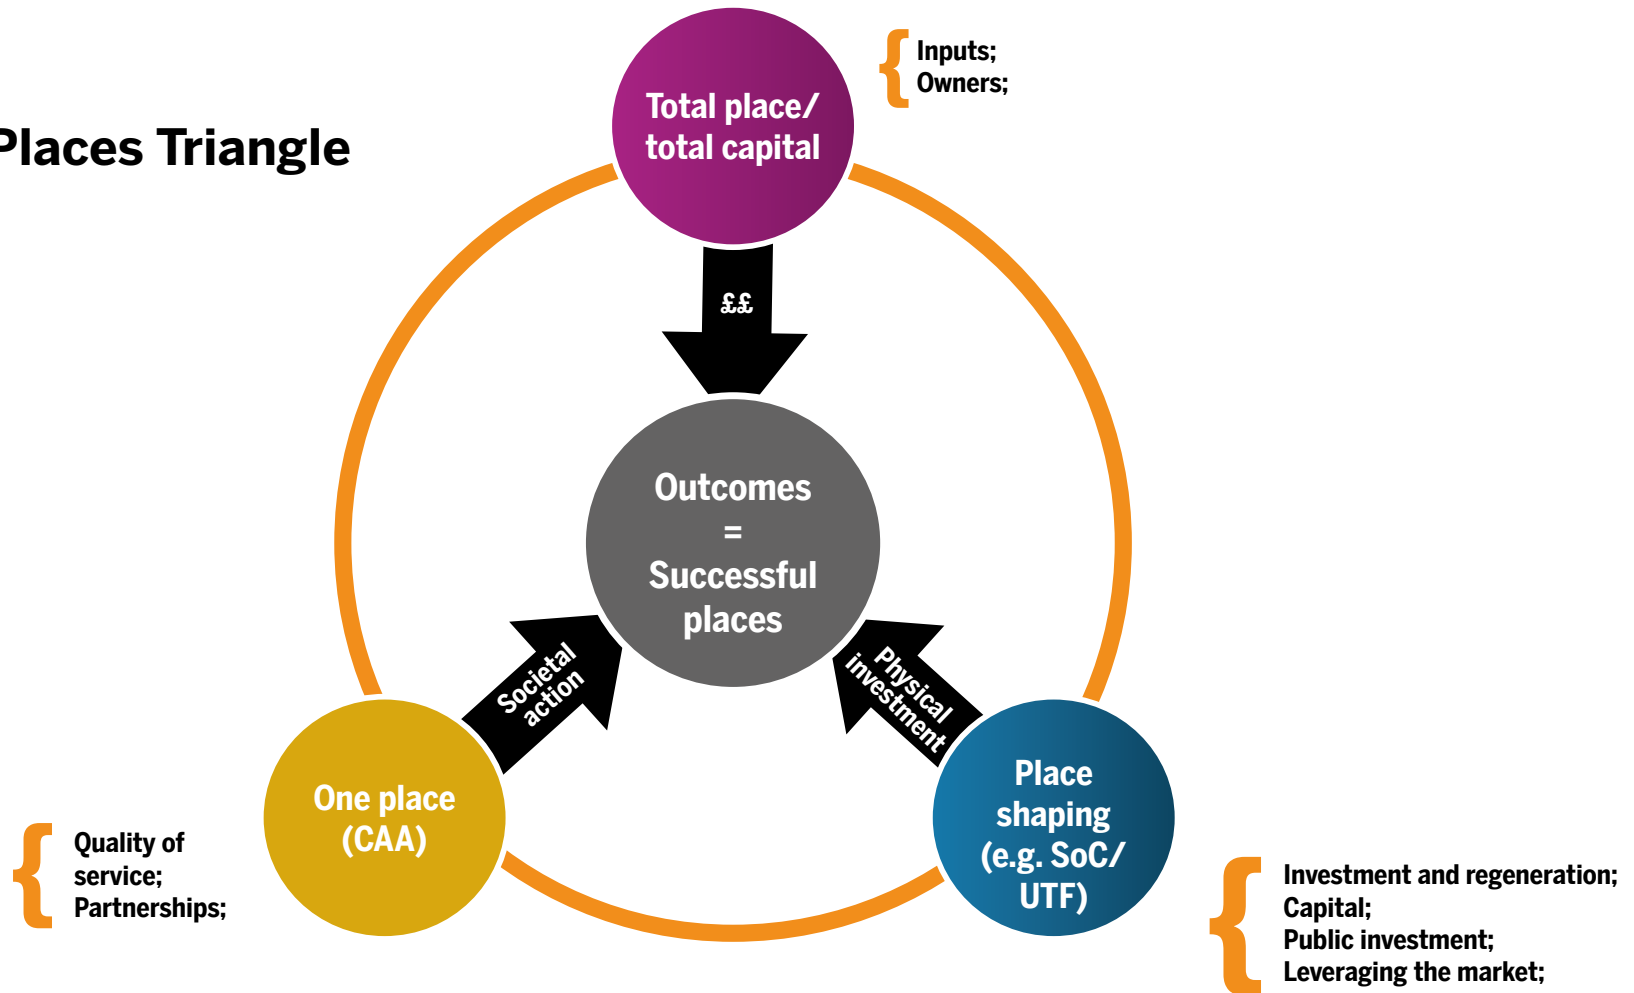 Places Triangle
Total place/
total capital
Inputs;
Owners;
££
Outcomes
=
Successful
places
Societal
action
Physical
investment
One place
(CAA)
Quality of
service;
Partnerships;
Place
shaping
(e.g. SoC/
UTF)
Investment and regeneration;
Capital;
Public investment;
Leveraging the market;